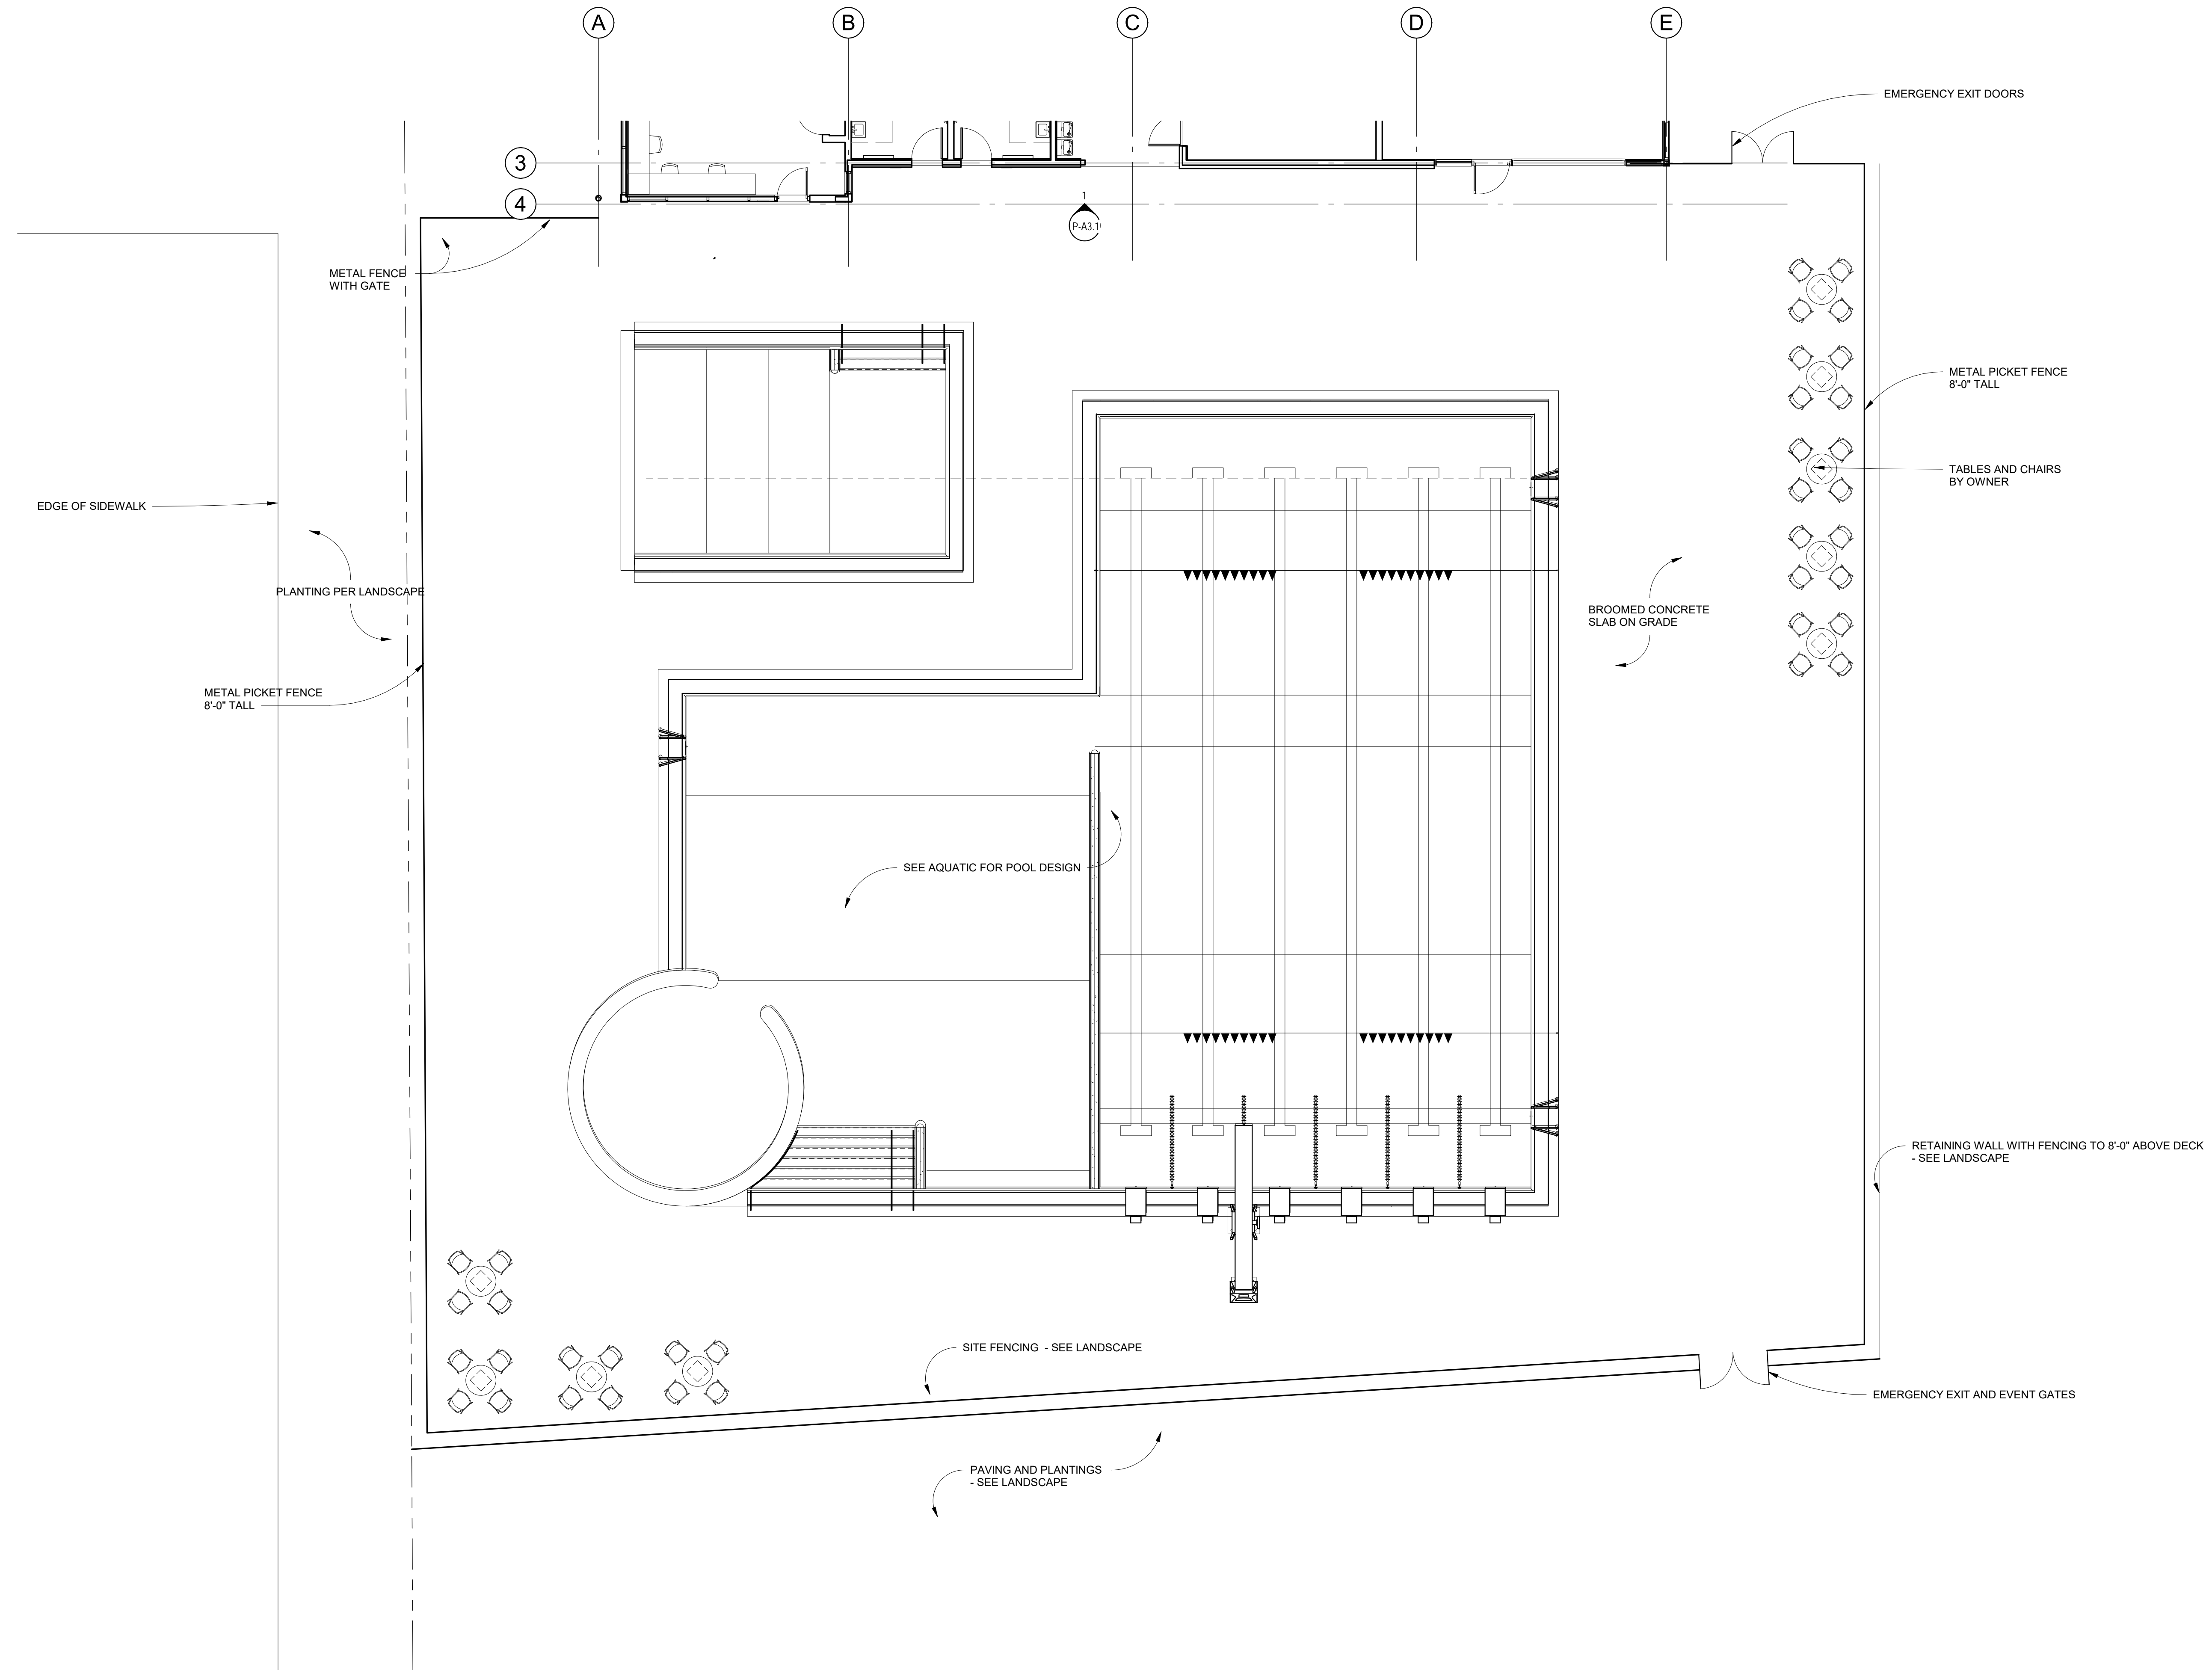 A
B
C
D
E
EMERGENCY EXIT DOORS
3
4
1
P-A3.1
METAL FENCE
WITH GATE
METAL PICKET FENCE
8'-0" TALL
TABLES AND CHAIRS
BY OWNER
EDGE OF SIDEWALK
PLANTING PER LANDSCAPE
BROOMED CONCRETE
SLAB ON GRADE
METAL PICKET FENCE
8'-0" TALL
SEE AQUATIC FOR POOL DESIGN
RETAINING WALL WITH FENCING TO 8'-0" ABOVE DECK
- SEE LANDSCAPE
SITE FENCING - SEE LANDSCAPE
EMERGENCY EXIT AND EVENT GATES
PAVING AND PLANTINGS
- SEE LANDSCAPE